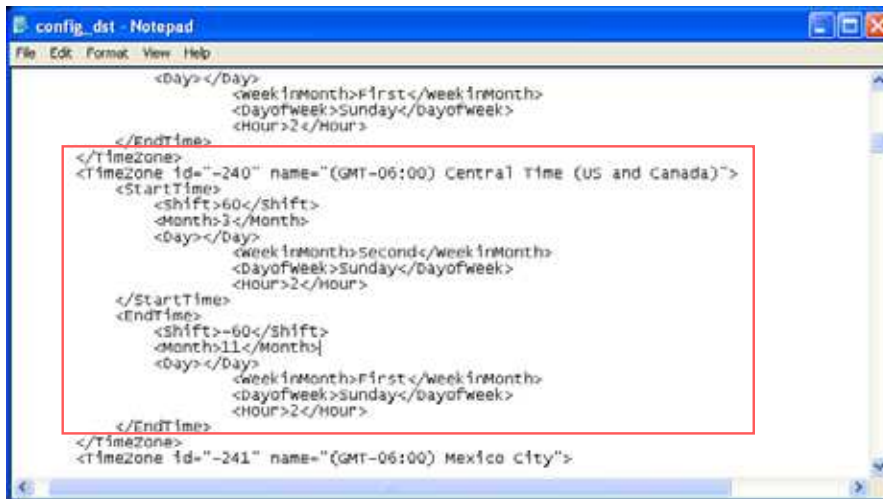 config_dst - Notepad
File Edit Format View Help
<Day></Day>
<WeekinMonth>First</WeekinMonth>
<DayofWeek>Sunday</DayofWeek>
<Hour>2</Hour>
</EndTime>
</TimeZone>
<TimeZone id="-240" name="(GMT-06:00) Central Time (US and Canada)">
<StartTime>
<Shift>60</Shift>
<Month>3</Month>
<Day></Day>
<WeekinMonth>Second</WeekinMonth>
<DayofWeek>Sunday</DayofWeek>
<Hour>2</Hour>
</StartTime>
<EndTime>
<Shift>-60</Shift>
<Month>11</Month>
<Day></Day>
<WeekinMonth>First</WeekinMonth>
<DayofWeek>Sunday</DayofWeek>
<Hour>2</Hour>
</EndTime>
</TimeZone>
<TimeZone id="-241" name="(GMT-06:00) Mexico City">